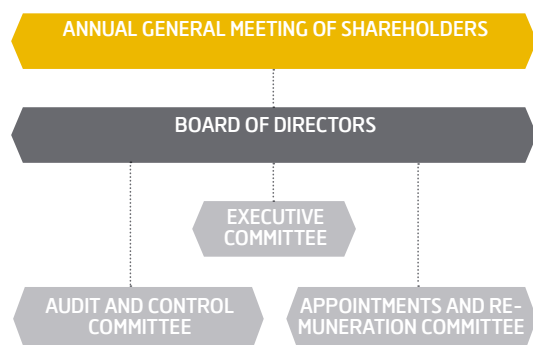 ANNUAL GENERAL MEETING OF SHAREHOLDERS
BOARD OF DIRECTORS
EXECUTIVE
COMMITTEE
AUDIT AND CONTROL
COMMITTEE
APPOINTMENTS AND RE-
MUNERATION COMMITTEE